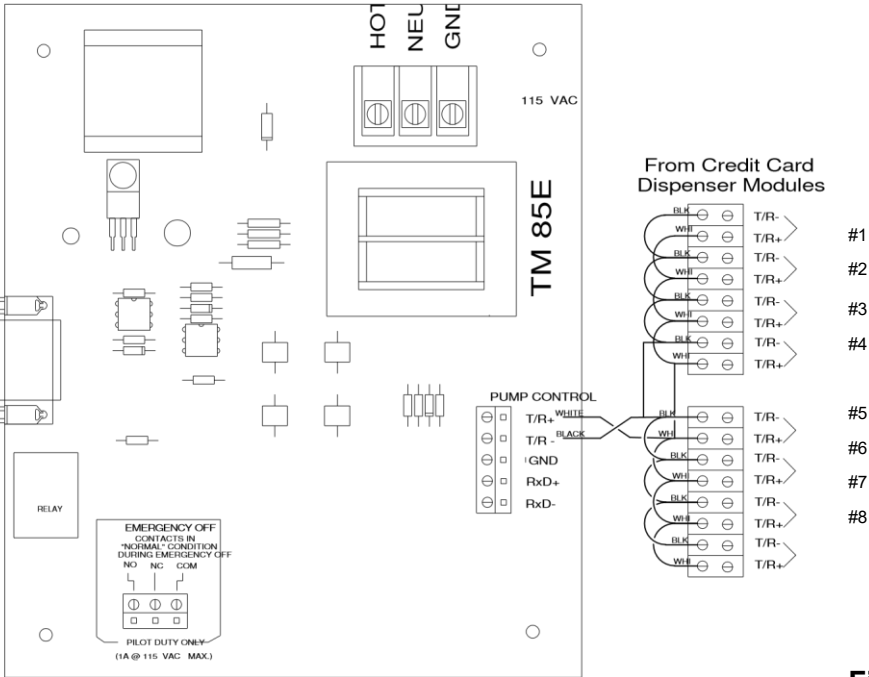 HOT
NEU
GND
115 VAC
TM 85E
From Credit Card
Dispenser Modules
BLK T/R-
WHI T/R+
#1
BLK T/R-
WHI T/R+
#2
BLK T/R-
WHI T/R+
#3
BLK T/R-
WHI T/R+
#4
PUMP CONTROL
T/R+ WHITE
T/R - BLACK
GND
RxD+
RxD-
BLK T/R-
WHI T/R+
#5
BLK T/R-
WHI T/R+
#6
BLK T/R-
WHI T/R+
#7
BLK T/R-
WHI T/R+
#8
RELAY
EMERGENCY OFF
CONTACTS IN
"NORMAL" CONDITION
DURING EMERGENCY OFF
NO NC COM
PILOT DUTY ONLY
(1A @ 115 VAC MAX.)